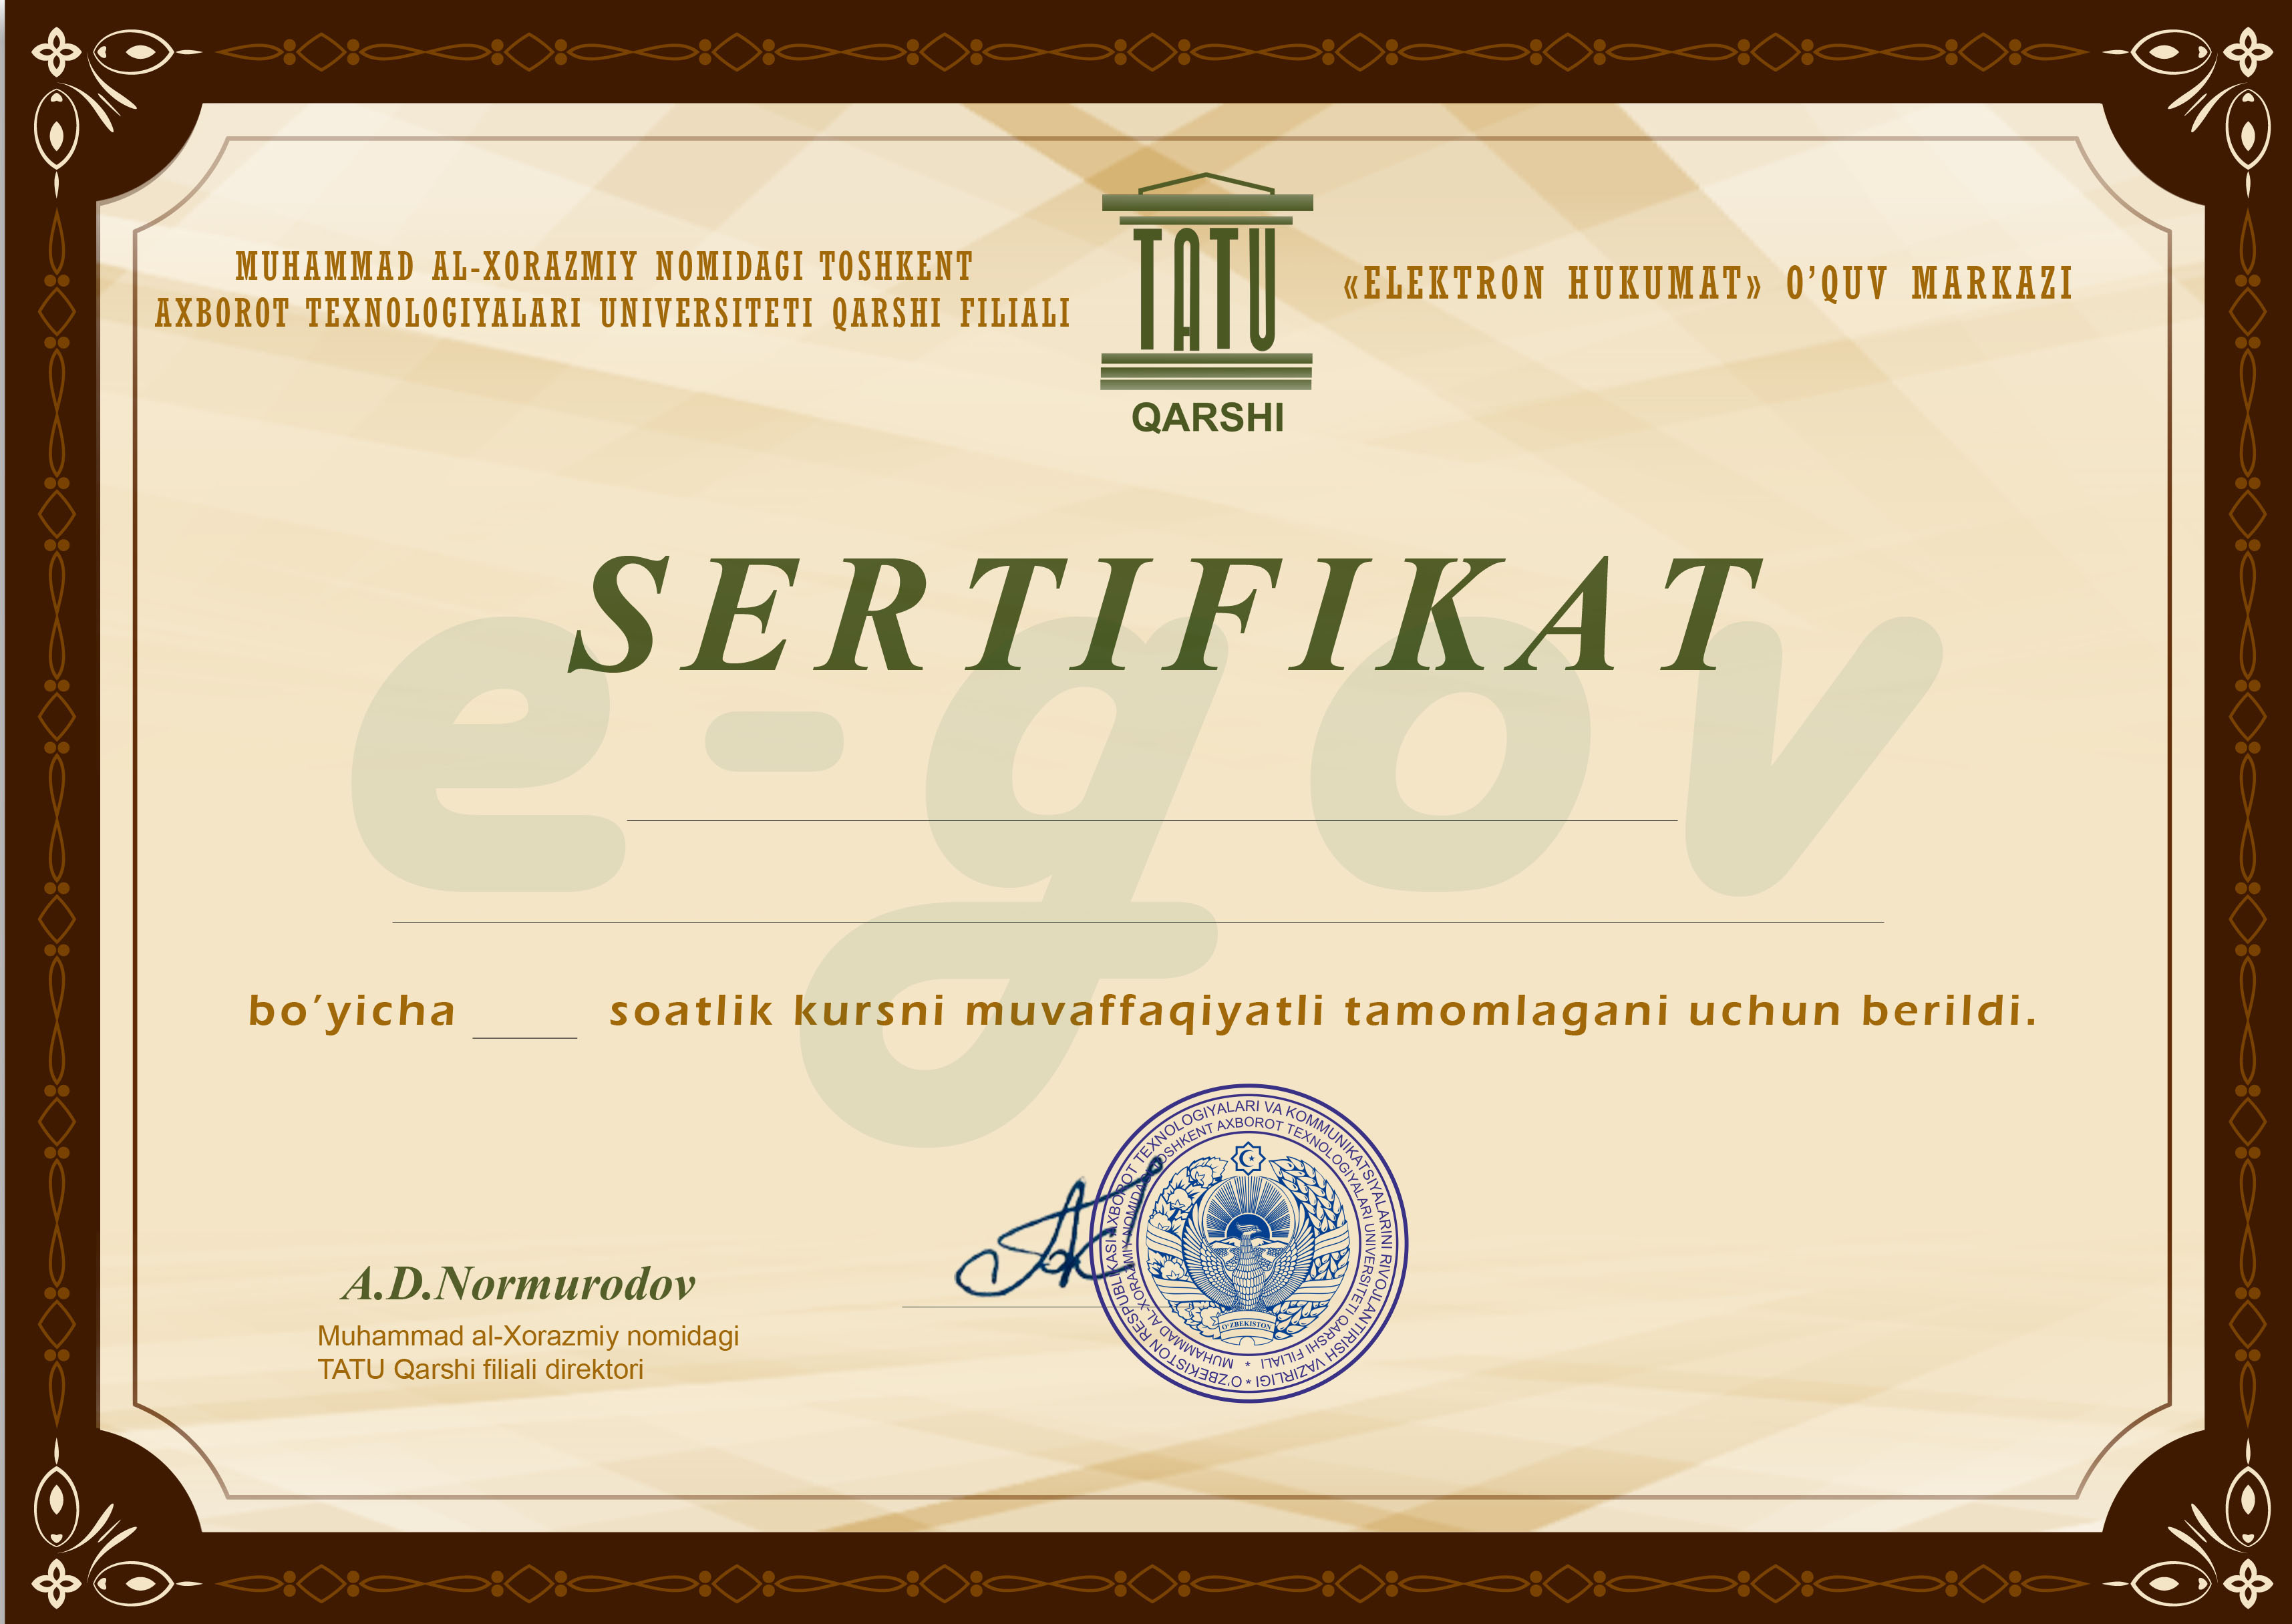 MUHAMMAD AL-XORAZMIY NOMIDAGI TOSHKENT
AXBOROT TEXNOLOGIYALARI UNIVERSITETI QARSHI FILIALI
TATU
QARSHI
«ELEKTRON HUKUMAT» O’QUV MARKAZI
SERTIFIKAT
e-gov
bo’yicha _____ soatlik kursni muvaffaqiyatli tamomlagani uchun berildi.
A.D.Normurodov
Muhammad al-Xorazmiy nomidagi
TATU Qarshi filiali direktori
O'ZBEKISTON RESPUBLIKASI AXBOROT TEXNOLOGIYALARI VA KOMMUNIKATSIYALARINI RIVOJLANTIRISH VAZIRLIGI *
MUHAMMAD AL-XORAZMIY NOMIDAGI TOSHKENT AXBOROT TEXNOLOGIYALARI UNIVERSITETI QARSHI FILIALI *
O'ZBEKISTON